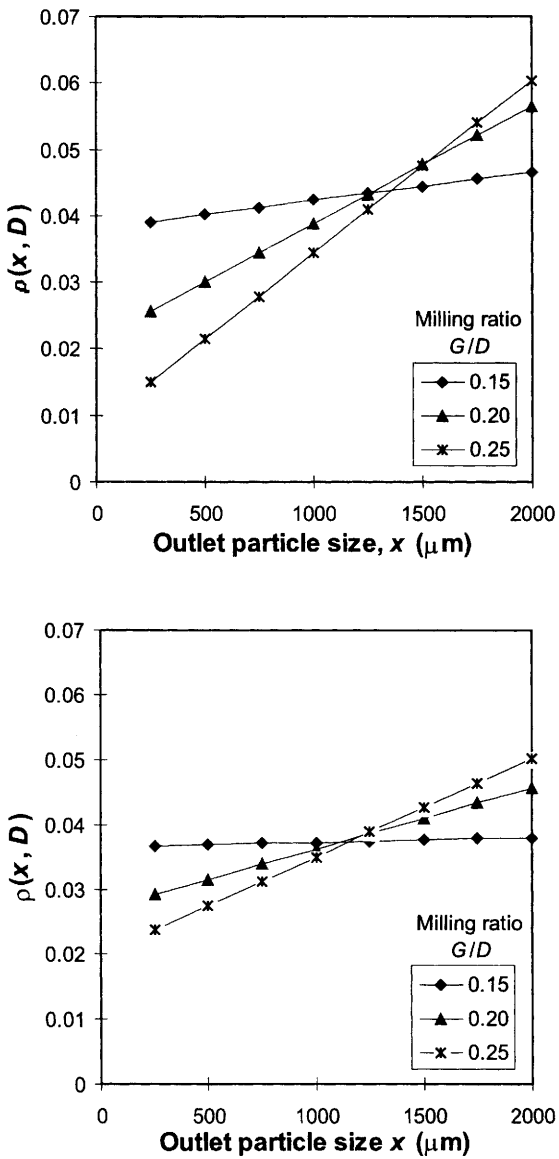 0.07
0.06
0.05
0.04
0.03
0.02
0.01
0
ρ(x, D)
Milling ratio
G/D
0.15
0.20
0.25
0 500 1000 1500 2000
Outlet particle size, x (μm)
0.07
0.06
0.05
0.04
0.03
0.02
0.01
0
ρ(x, D)
Milling ratio
G/D
0.15
0.20
0.25
0 500 1000 1500 2000
Outlet particle size x (μm)